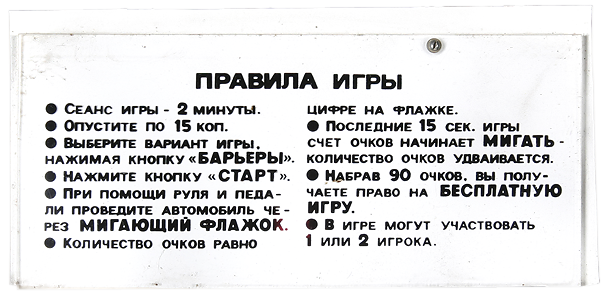 ПРАВИЛА ИГРЫ
● СЕАНС ИГРЫ - 2 МИНУТЫ.
● ОПУСТИТЕ ПО 15 КОП.
● ВЫБЕРИТЕ ВАРИАНТ ИГРЫ,
НАЖИМАЯ КНОПКУ «БАРЬЕРЫ».
● НАЖМИТЕ КНОПКУ «СТАРТ».
● ПРИ ПОМОЩИ РУЛЯ И ПЕДА-
ЛИ ПРОВЕДИТЕ АВТОМОБИЛЬ ЧЕ-
РЕЗ МИГАЮЩИЙ ФЛАЖОК.
● КОЛИЧЕСТВО ОЧКОВ РАВНО
ЦИФРЕ НА ФЛАЖКЕ.
● ПОСЛЕДНИЕ 15 СЕК. ИГРЫ
СЧЕТ ОЧКОВ НАЧИНАЕТ МИГАТЬ-
КОЛИЧЕСТВО ОЧКОВ УДВАИВАЕТСЯ.
● НАБРАВ 90 ОЧКОВ, ВЫ ПОЛУ-
ЧАЕТЕ ПРАВО НА БЕСПЛАТНУЮ
ИГРУ.
● В ИГРЕ МОГУТ УЧАСТВОВАТЬ
1 ИЛИ 2 ИГРОКА.